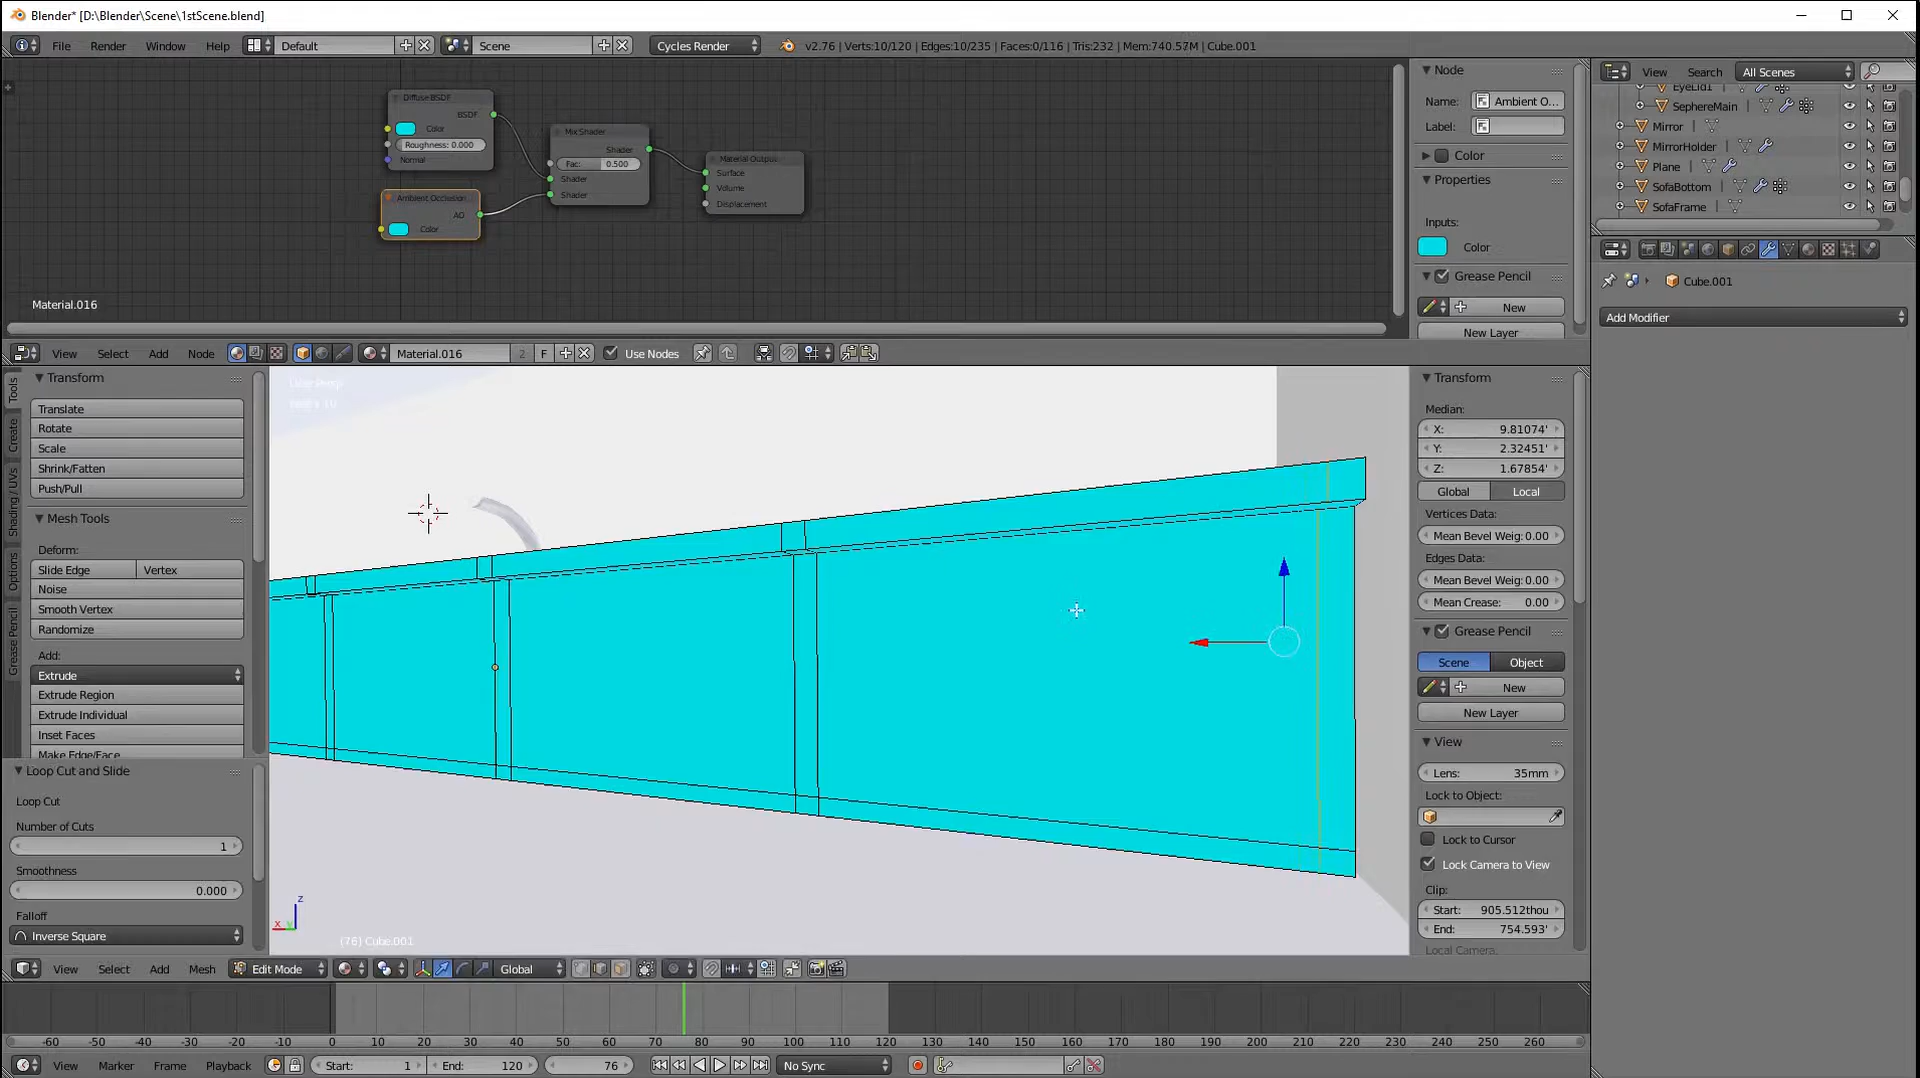 Blender* [D:\Blender\Scene\1stScene.blend]
File Render Window Help Default Scene Cycles Render v2.76 | Verts:10/120 | Edges:10/235 | Faces:0/116 | Tris:232 | Mem:740.57M | Cube.001
Diffuse BSDF
BSDF
Color
Roughness: 0.000
Normal
Ambient Occlusion
AO
Color
Mix Shader
Shader
Fac: 0.500
Shader
Shader
Material Output
Surface
Volume
Displacement
Material.016
Node
Name: Ambient O...
Label:
Color
Properties
Inputs:
Color
Grease Pencil
New
New Layer
View Search All Scenes
EyeLid1
SephereMain
Mirror
MirrorHolder
Plane
SofaBottom
SofaFrame
Cube.001
Add Modifier
View Select Add Node Material.016 2 F Use Nodes
Tools
Create
Shading / UVs
Options
Grease Pencil
Transform
Translate
Rotate
Scale
Shrink/Fatten
Push/Pull
Mesh Tools
Deform:
Slide Edge Vertex
Noise
Smooth Vertex
Randomize
Add:
Extrude
Extrude Region
Extrude Individual
Inset Faces
Make Edge/Face
Loop Cut and Slide
Loop Cut
Number of Cuts
1
Smoothness
0.000
Falloff
Inverse Square
z
x y
(76) Cube.001
Transform
Median:
X: 9.81074'
Y: 2.32451'
Z: 1.67854'
Global Local
Vertices Data:
Mean Bevel Weig: 0.00
Edges Data:
Mean Bevel Weig: 0.00
Mean Crease: 0.00
Grease Pencil
Scene Object
New
New Layer
View
Lens: 35mm
Lock to Object:
Lock to Cursor
Lock Camera to View
Clip:
Start: 905.512thou
End: 754.593'
Local Camera:
View Select Add Mesh Edit Mode Global
-60 -50 -40 -30 -20 -10 0 10 20 30 40 50 60 70 80 90 100 110 120 130 140 150 160 170 180 190 200 210 220 230 240 250 260
View Marker Frame Playback Start: 1 End: 120 76 No Sync